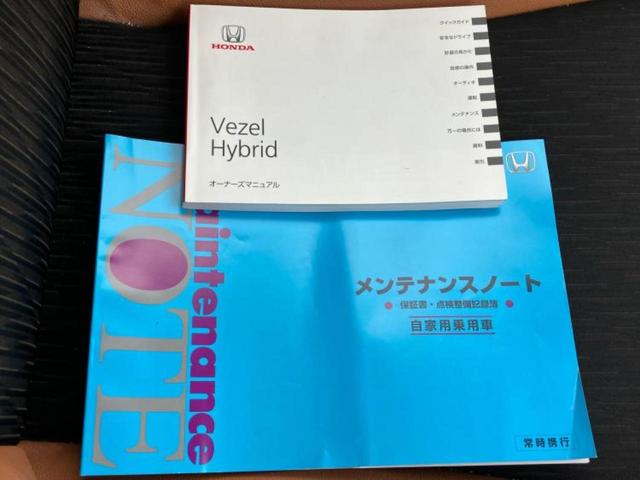 HONDA
Vezel
Hybrid
オーナーズマニュアル
クイックガイド
安全なドライブ
計器の見かた
各部の操作
オーディオ
運転
メンテナンス
万一の場合には
資料
索引
Maintenance
NOTE
メンテナンスノート
保証書・点検整備記録簿
自家用乗用車
常時携行